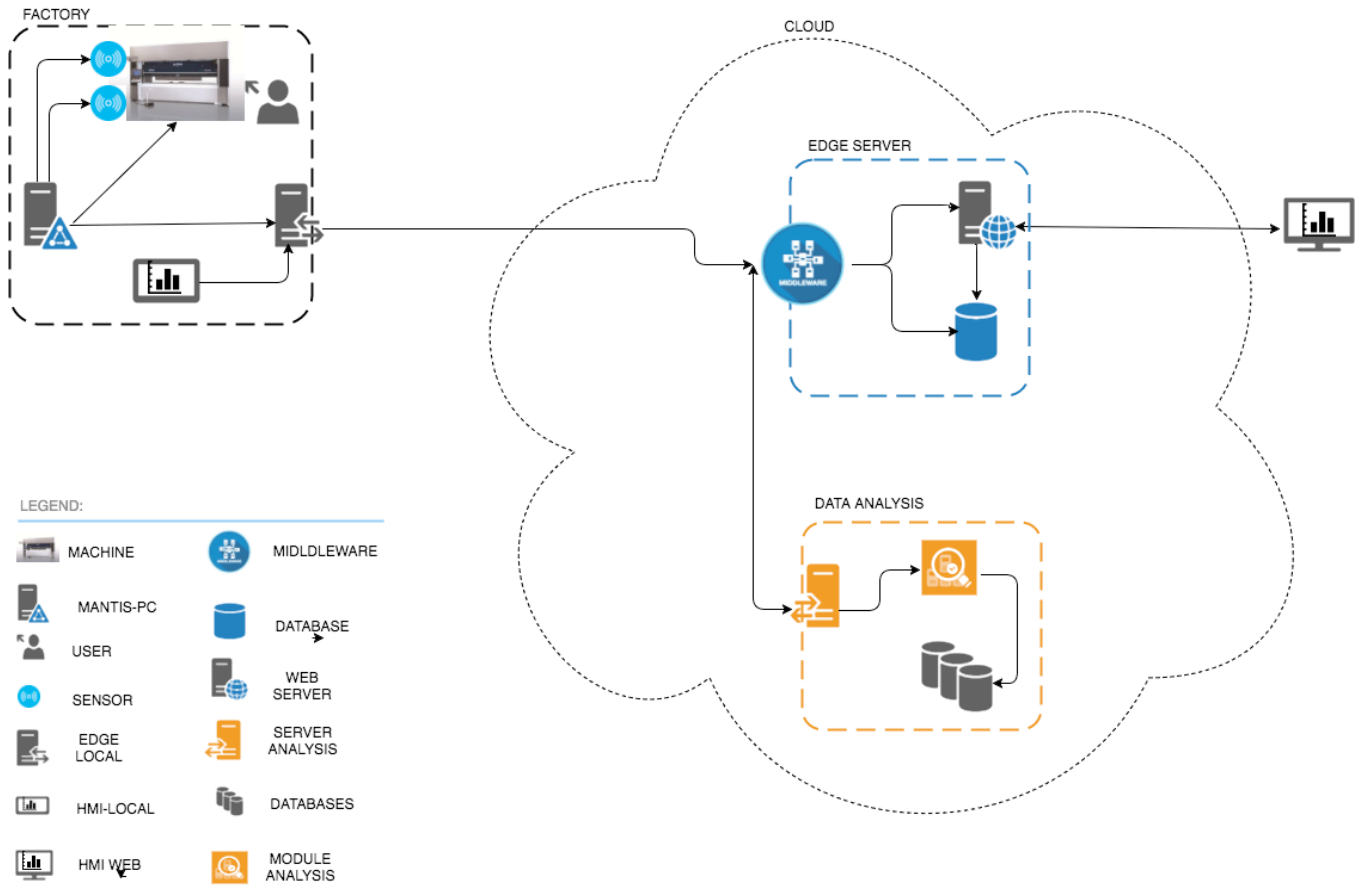 FACTORY
CLOUD
EDGE SERVER
MIDDLEWARE
DATA ANALYSIS
LEGEND:
MACHINE
MIDLDLEWARE
MANTIS-PC
DATABASE
USER
WEB
SERVER
SENSOR
EDGE
LOCAL
SERVER
ANALYSIS
HMI-LOCAL
DATABASES
HMI WEB
MODULE
ANALYSIS